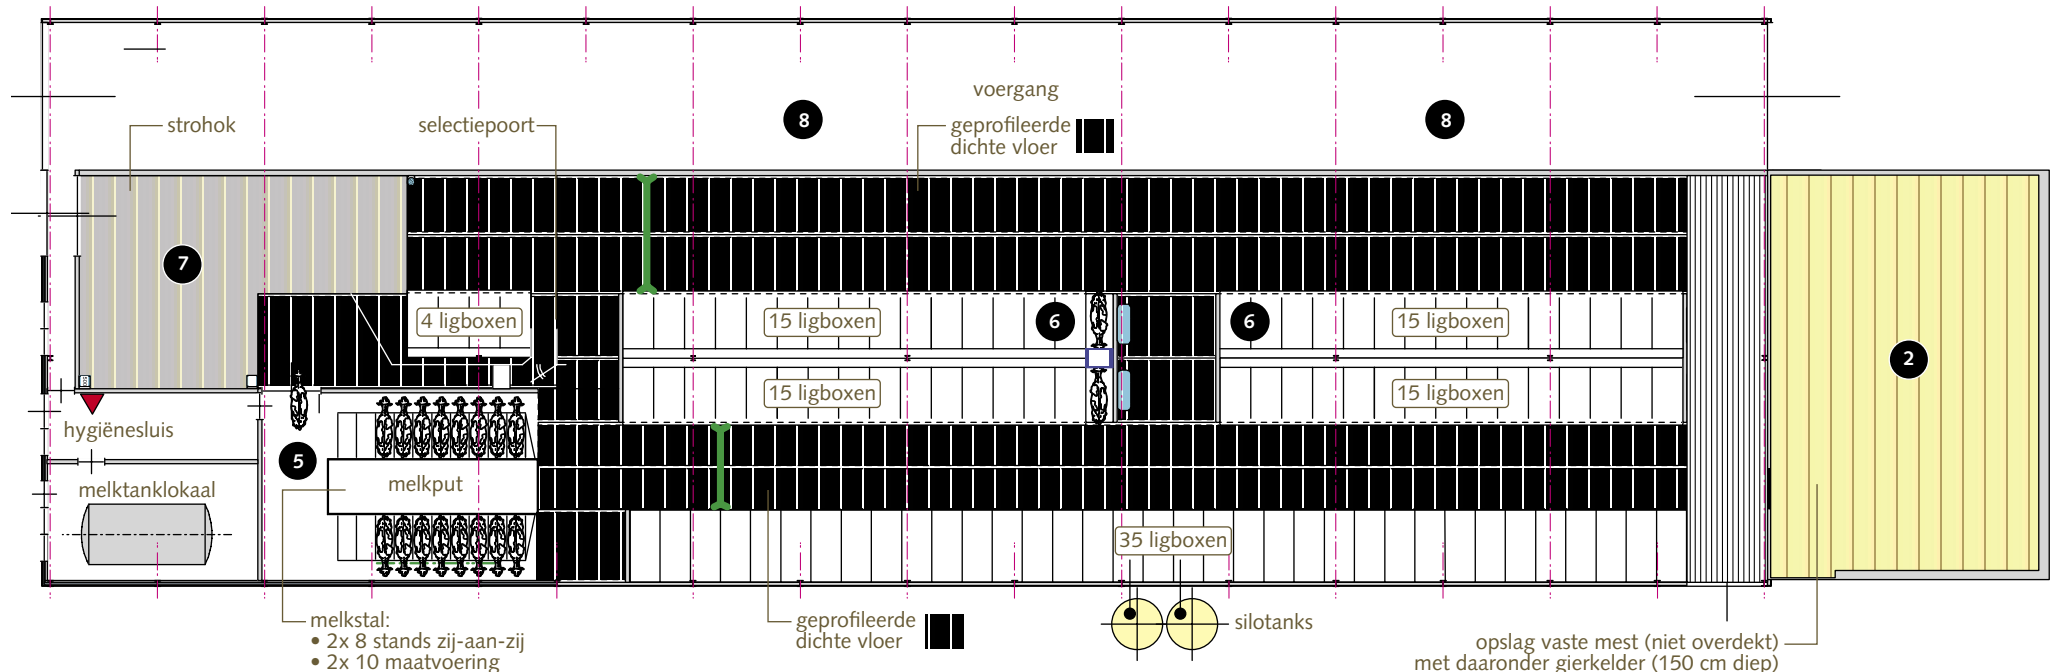 voergang
8
8
strohok
selectiepoort
geprofileerde
dichte vloer
7
4 ligboxen
15 ligboxen
6
6
15 ligboxen
2
15 ligboxen
15 ligboxen
hygiënesluis
5
melktanklokaal
melkput
35 ligboxen
melkstal:
• 2x 8 stands zij-aan-zij
• 2x 10 maatvoering
geprofileerde
dichte vloer
silotanks
opslag vaste mest (niet overdekt)
met daaronder gierkelder (150 cm diep)